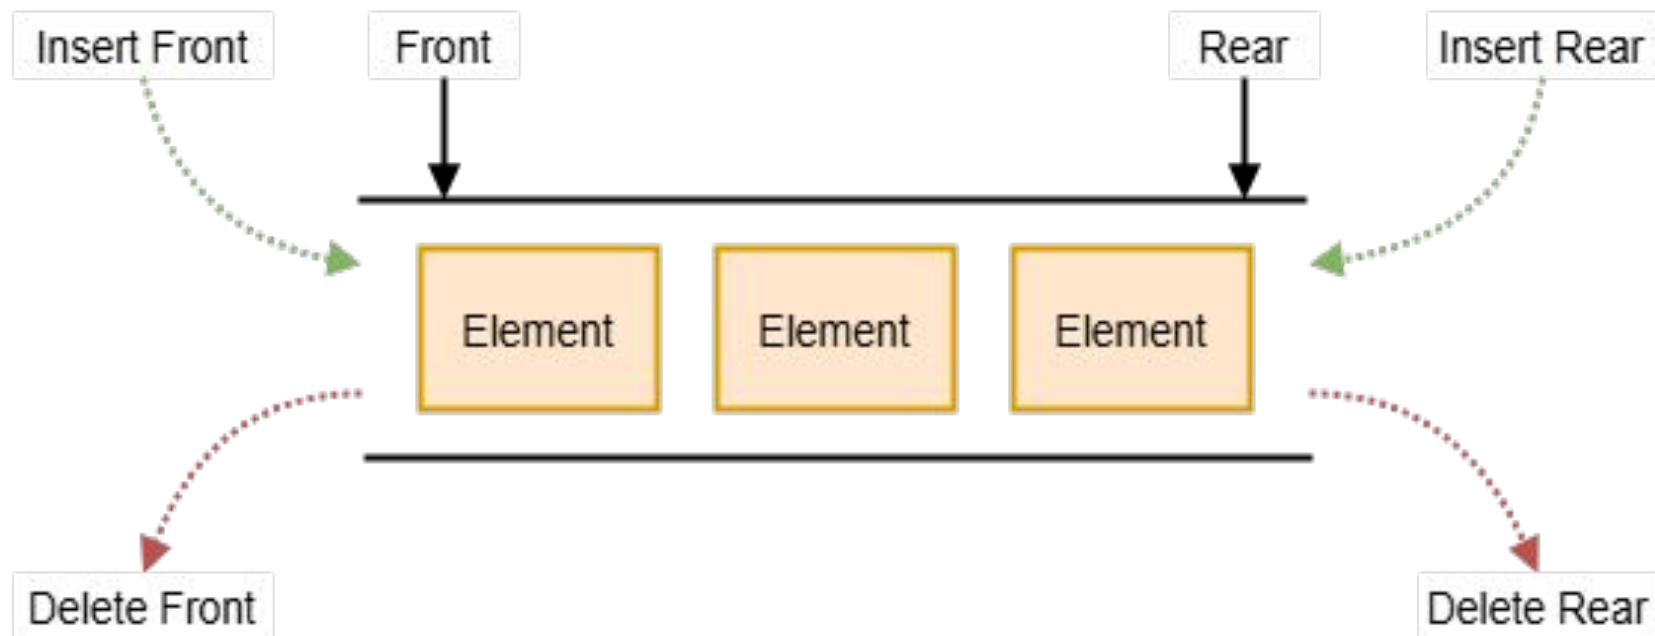 Insert Front
Front
Rear
Insert Rear
Element
Element
Element
Delete Front
Delete Rear